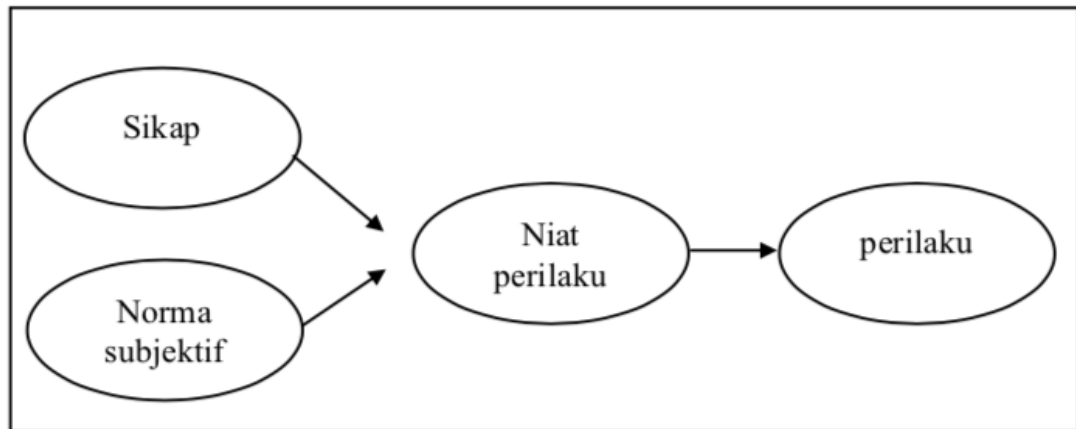 Sikap
Norma
subjektif
Niat
perilaku
perilaku